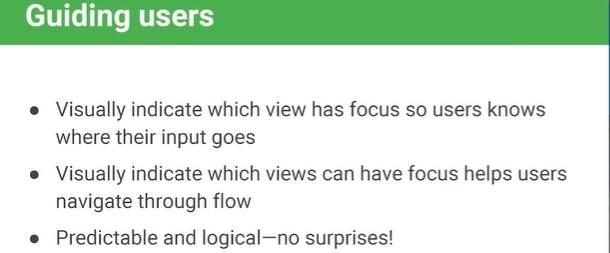 Guiding users
● Visually indicate which view has focus so users knows
where their input goes
● Visually indicate which views can have focus helps users
navigate through flow
● Predictable and logical—no surprises!